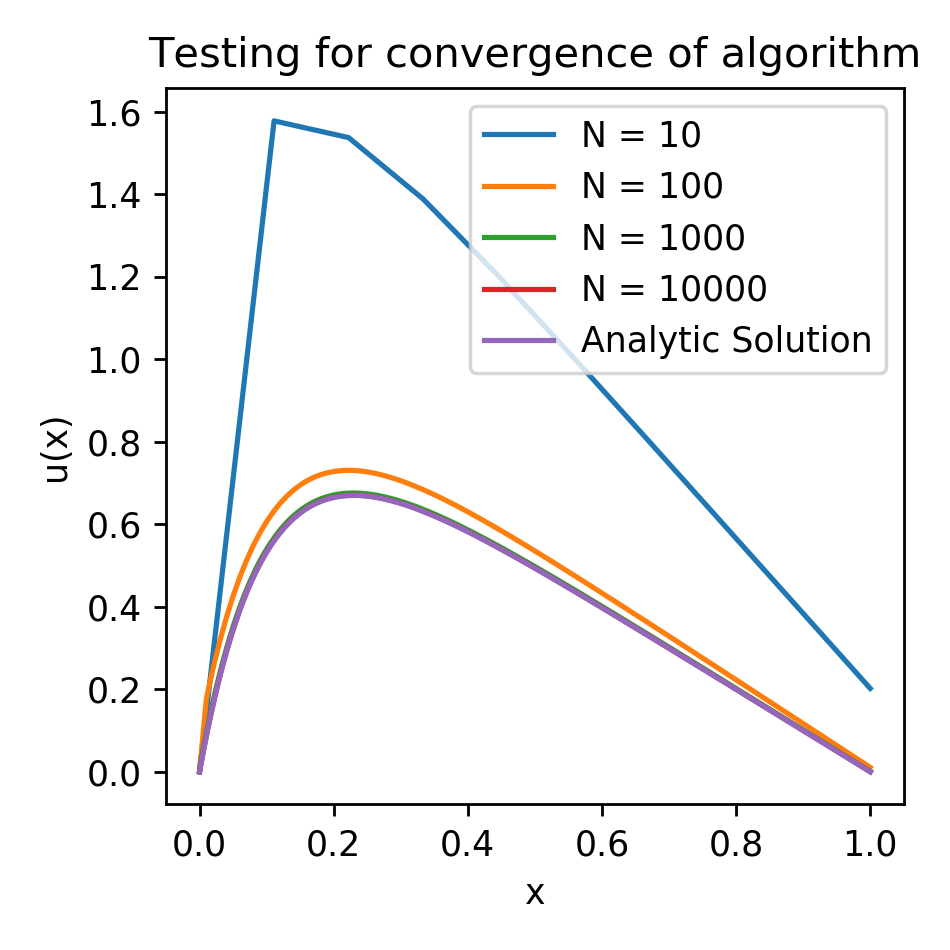 Testing for convergence of algorithm
1.6
1.4
1.2
1.0
0.8
0.6
0.4
0.2
0.0
u(x)
N = 10
N = 100
N = 1000
N = 10000
Analytic Solution
0.0 0.2 0.4 0.6 0.8 1.0
x